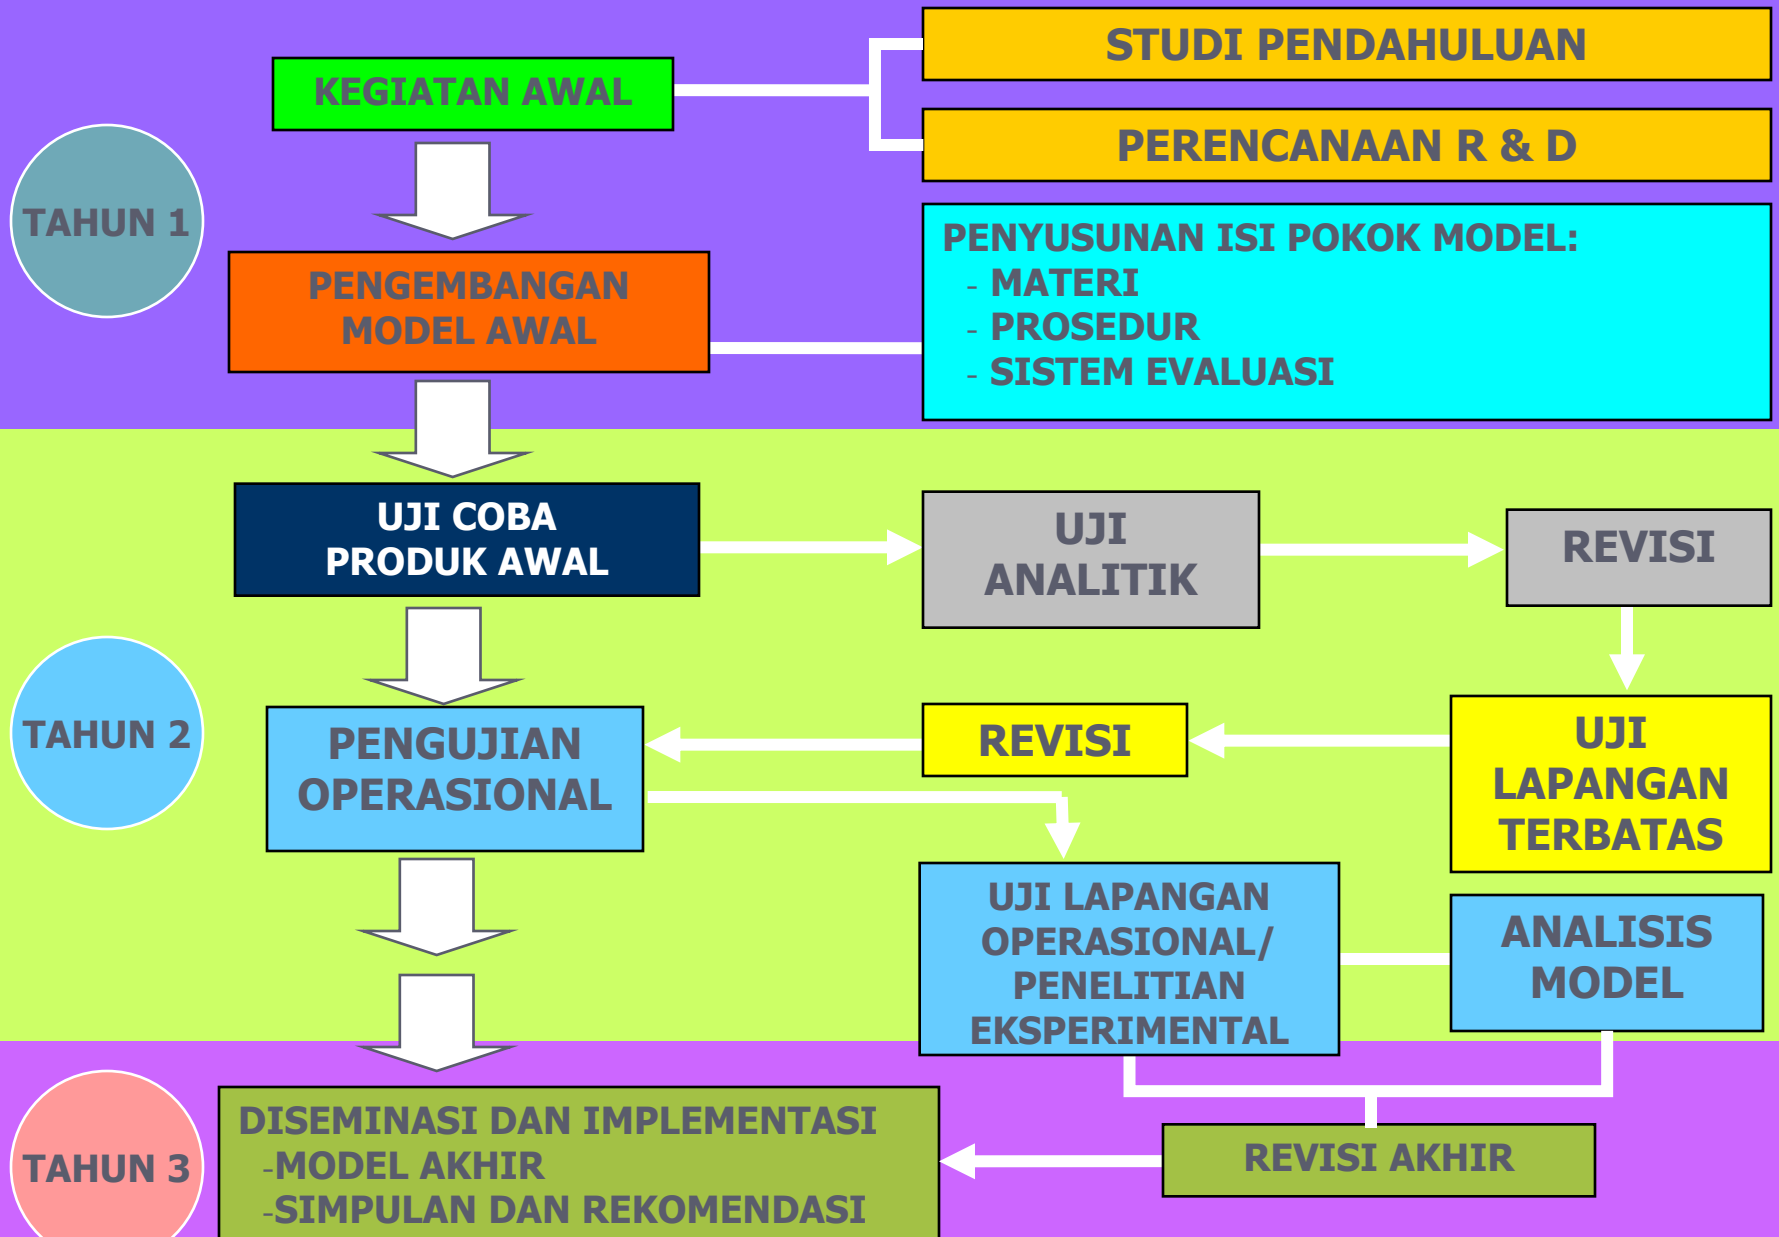 STUDI PENDAHULUAN
KEGIATAN AWAL
PERENCANAAN R & D
TAHUN 1
PENGEMBANGAN
MODEL AWAL
PENYUSUNAN ISI POKOK MODEL:
- MATERI
- PROSEDUR
- SISTEM EVALUASI
UJI COBA
PRODUK AWAL
UJI
ANALITIK
REVISI
TAHUN 2
PENGUJIAN
OPERASIONAL
REVISI
UJI
LAPANGAN
TERBATAS
UJI LAPANGAN
OPERASIONAL/
PENELITIAN
EKSPERIMENTAL
ANALISIS
MODEL
TAHUN 3
DISEMINASI DAN IMPLEMENTASI
-MODEL AKHIR
-SIMPULAN DAN REKOMENDASI
REVISI AKHIR